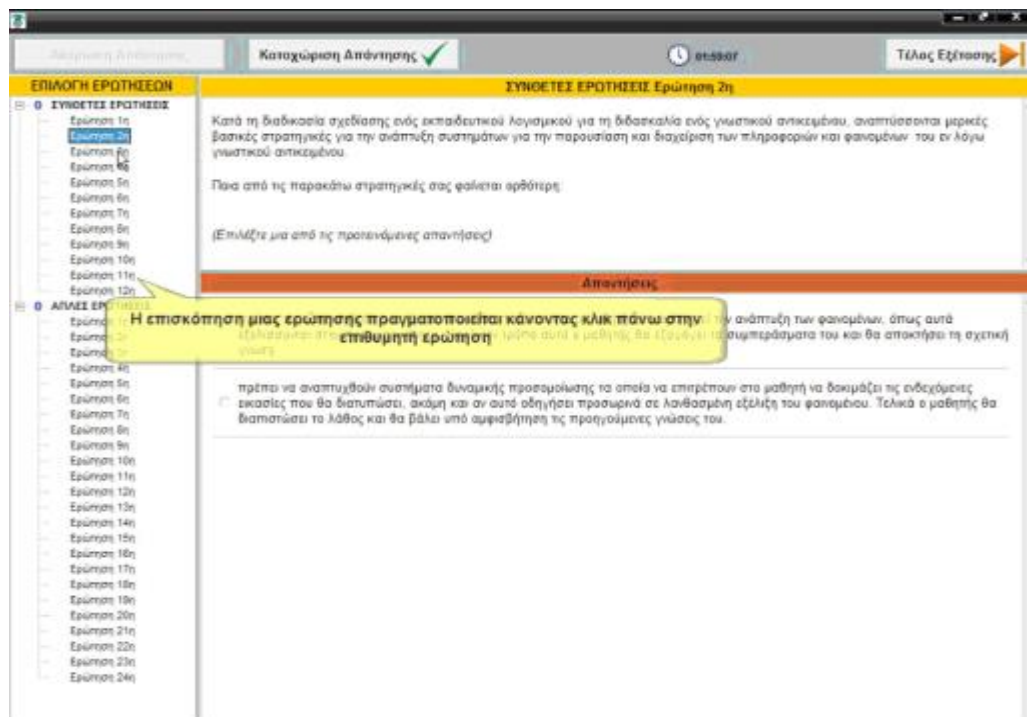 Καταχώριση Απάντησης
Τέλος Εξέτασης
ΕΠΙΛΟΓΗ ΕΡΩΤΗΣΕΩΝ
ΣΥΝΘΕΤΕΣ ΕΡΩΤΗΣΕΙΣ Ερώτηση 2η
0 ΣΥΝΘΕΤΕΣ ΕΡΩΤΗΣΕΙΣ
Ερώτηση 1η
Ερώτηση 2η
Ερώτηση
Ερώτηση 4η
Ερώτηση 5η
Ερώτηση 6η
Ερώτηση 7η
Ερώτηση 8η
Ερώτηση 9η
Ερώτηση 10η
Ερώτηση 11η
Ερώτηση 12η
Κατά τη διαδικασία σχεδίασης ενός εκπαιδευτικού λογισμικού για τη διδασκαλία ενός γνωστικού αντικειμένου, αναπτύσσονται μερικές
βασικές στρατηγικές για την ανάπτυξη συστημάτων για την παρουσίαση και διαχείριση των πληροφοριών και φαινομένων του εν λόγω
γνωστικού αντικειμένου.
Ποια από τις παρακάτω στρατηγικές σας φαίνεται ορθότερη;
(Επιλέξτε μια από τις προτεινόμενες απαντήσεις)
Απαντήσεις
0 ΑΠΛΕΣ
Η επισκόπηση μιας ερώτησης πραγματοποιείται κάνοντας κλικ πάνω στην
επιθυμητή ερώτηση
ανάπτυξη των φαινομένων, όπως αυτά
συμπεράσματα του και θα αποκτήσει τη σχετική
γνώση
πρέπει να αναπτυχθούν συστήματα δυναμικής προσομοίωσης τα οποία να επιτρέπουν στο μαθητή να δοκιμάζει τις ενδεχόμενες
εικασίες που θα διατυπώσει, ακόμη και αν αυτό οδηγήσει προσωρινά σε λανθασμένη εξέλιξη του φαινομένου. Τελικά ο μαθητής θα
διαπιστώσει το λάθος και θα βάλει υπό αμφισβήτηση τις προηγούμενες γνώσεις του.
Ερώτηση 4η
Ερώτηση 5η
Ερώτηση 6η
Ερώτηση 7η
Ερώτηση 8η
Ερώτηση 9η
Ερώτηση 10η
Ερώτηση 11η
Ερώτηση 12η
Ερώτηση 13η
Ερώτηση 14η
Ερώτηση 15η
Ερώτηση 16η
Ερώτηση 17η
Ερώτηση 18η
Ερώτηση 19η
Ερώτηση 20η
Ερώτηση 21η
Ερώτηση 22η
Ερώτηση 23η
Ερώτηση 24η